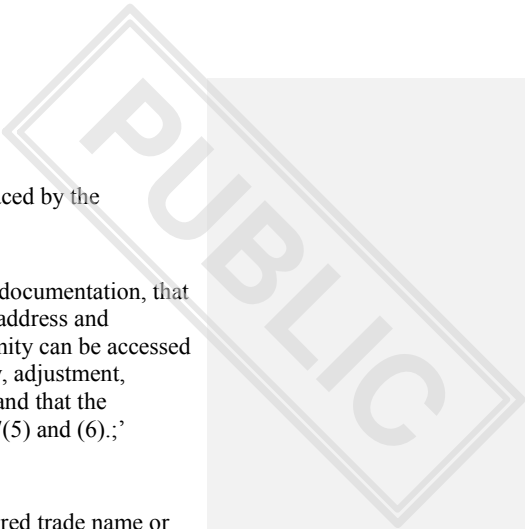 ced by the
documentation, that
address and
nity can be accessed
, adjustment,
and that the
(5) and (6).;’
red trade name or
PUBLIC